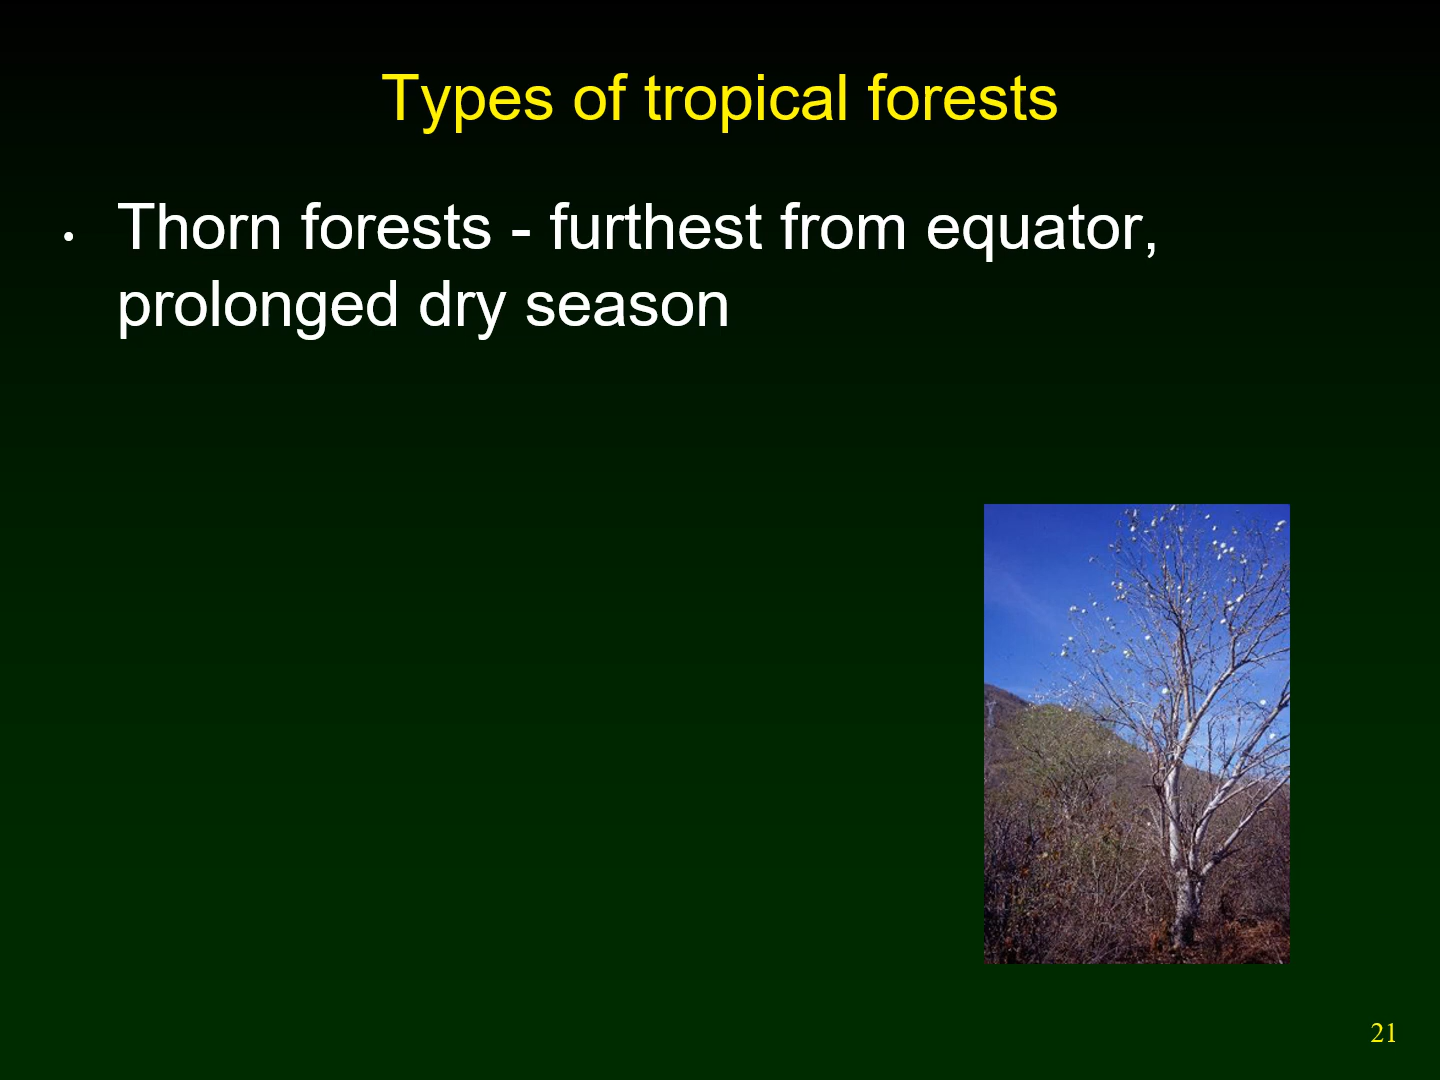 Types of tropical forests
• Thorn forests - furthest from equator,
prolonged dry season
21